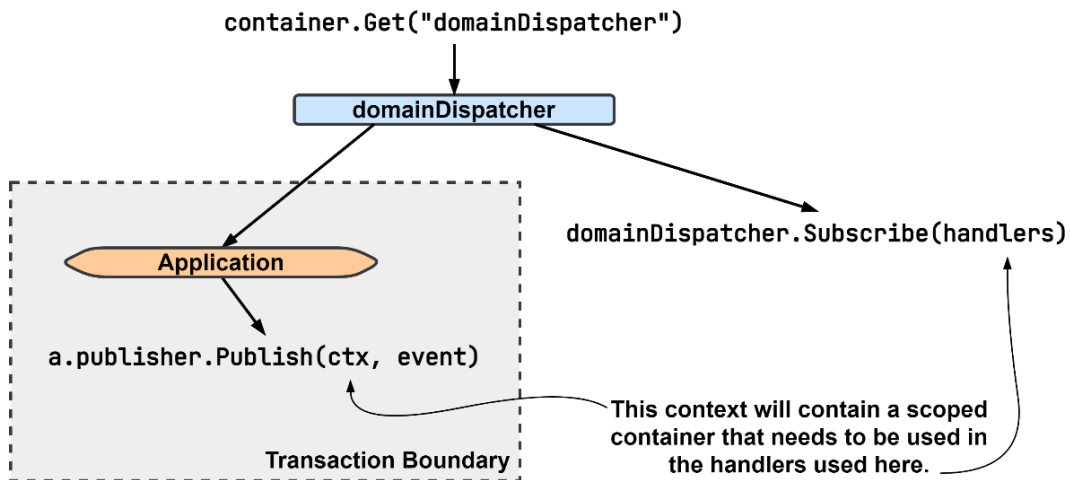 container.Get("domainDispatcher")
domainDispatcher
domainDispatcher.Subscribe(handlers)
Application
a.publisher.Publish(ctx, event)
This context will contain a scoped
container that needs to be used in
the handlers used here.
Transaction Boundary